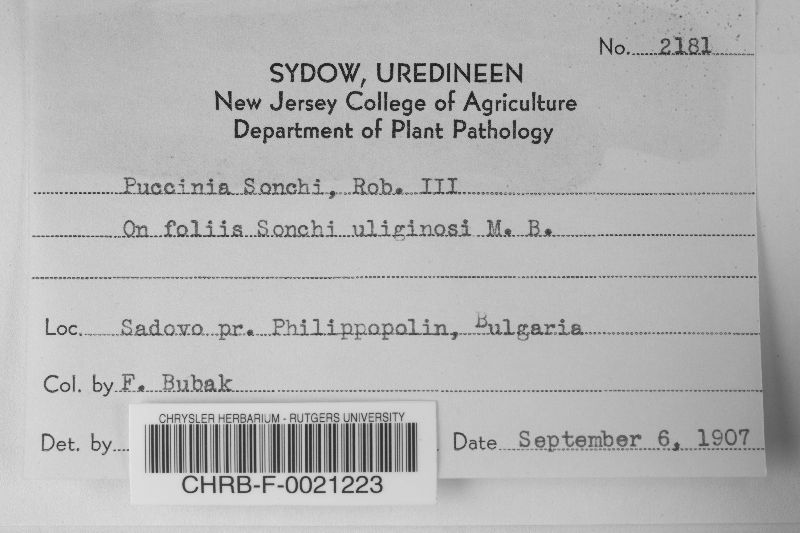 No. 2181
SYDOW, UREDINEEN
New Jersey College of Agriculture
Department of Plant Pathology
Puccinia Sonchi, Rob. III
On foliis Sonchi uliginosi M. B.
Loc. Sadovo pr. Philippopolin, Bulgaria
Col. by F. Bubak
Det. by
Date September 6, 1907
CHRYSLER HERBARIUM - RUTGERS UNIVERSITY
CHRB-F-0021223